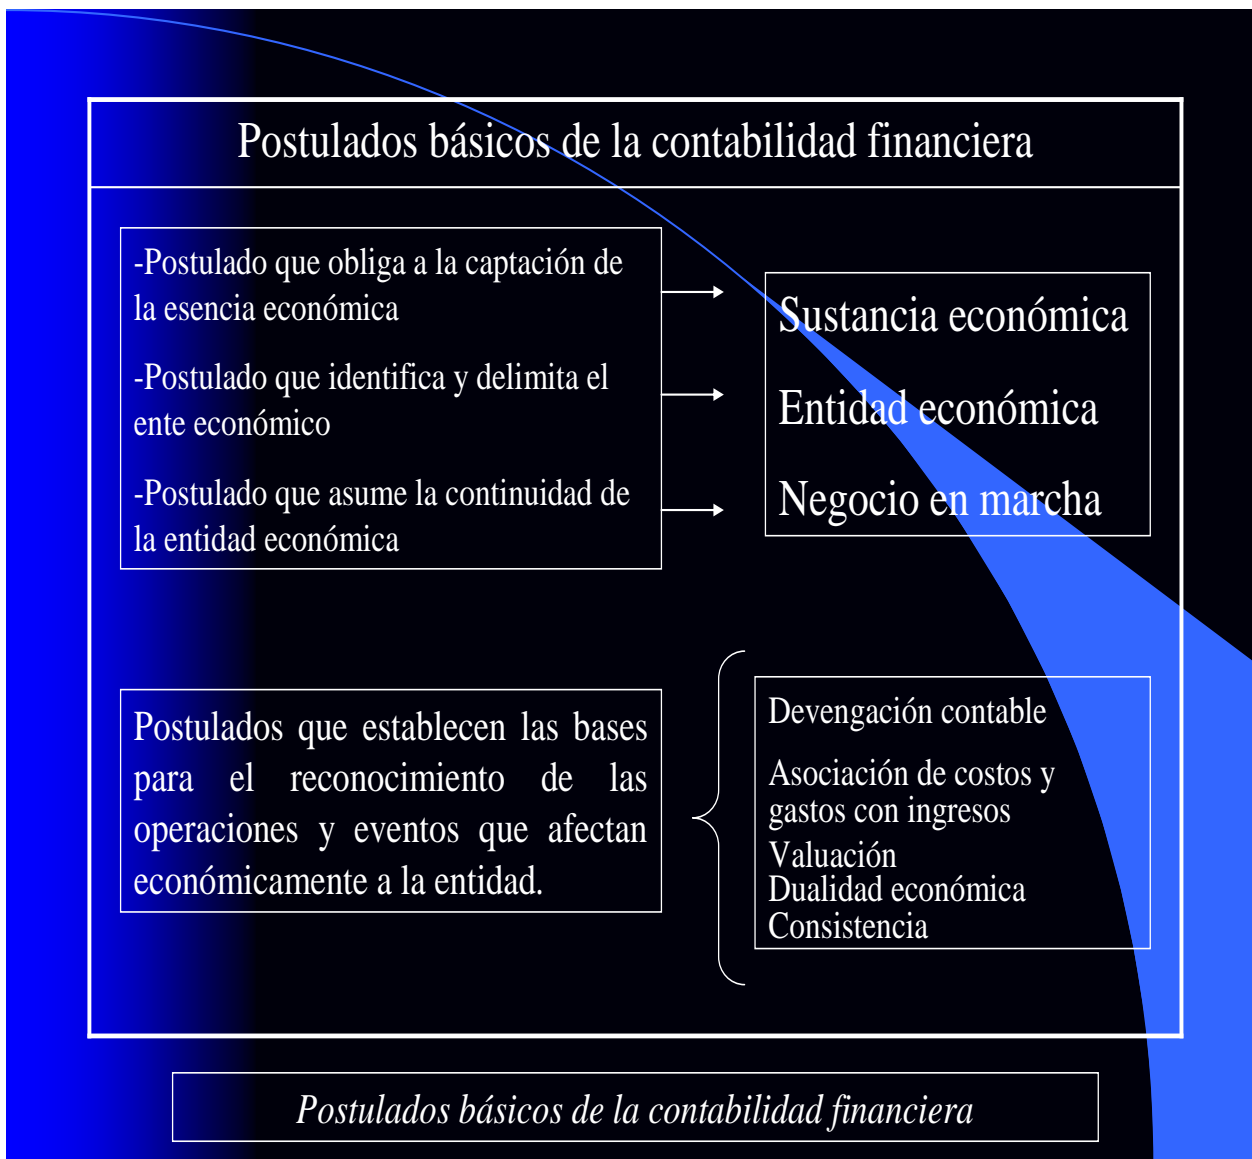 Postulados básicos de la contabilidad financiera
-Postulado que obliga a la captación de
la esencia económica
-Postulado que identifica y delimita el
ente económico
-Postulado que asume la continuidad de
la entidad económica
Sustancia económica
Entidad económica
Negocio en marcha
Postulados que establecen las bases
para el reconocimiento de las
operaciones y eventos que afectan
económicamente a la entidad.
Devengación contable
Asociación de costos y
gastos con ingresos
Valuación
Dualidad económica
Consistencia
Postulados básicos de la contabilidad financiera